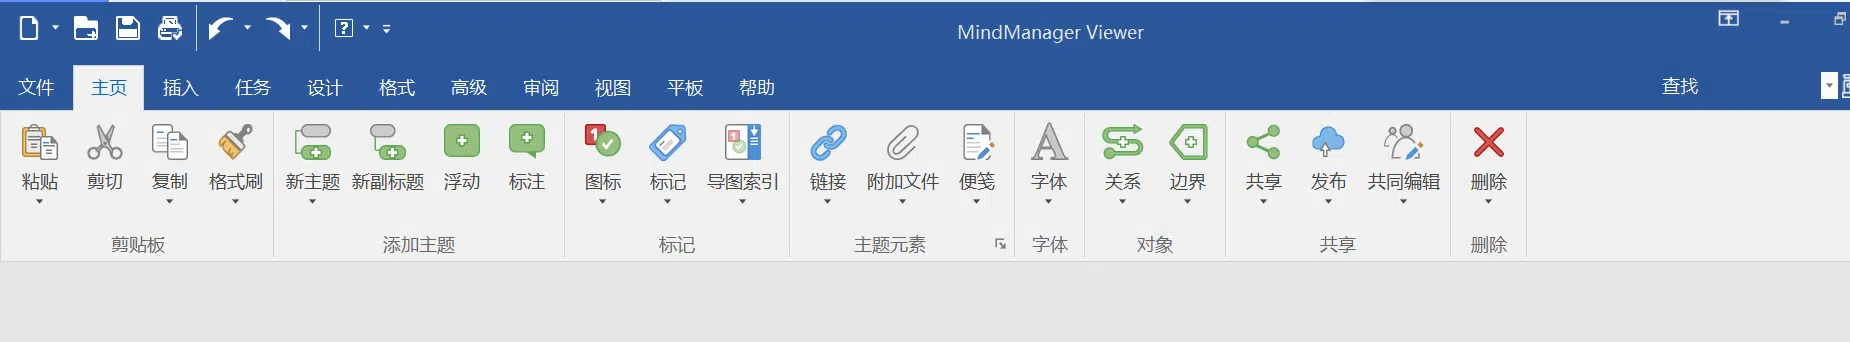 MindManager Viewer
文件 主页 插入 任务 设计 格式 高级 审阅 视图 平板 帮助 查找
粘贴 剪切 复制 格式刷 新主题 新副标题 浮动 标注 图标 标记 导图索引 链接 附加文件 便笺 字体 关系 边界 共享 发布 共同编辑 删除
剪贴板 添加主题 标记 主题元素 字体 对象 共享 删除